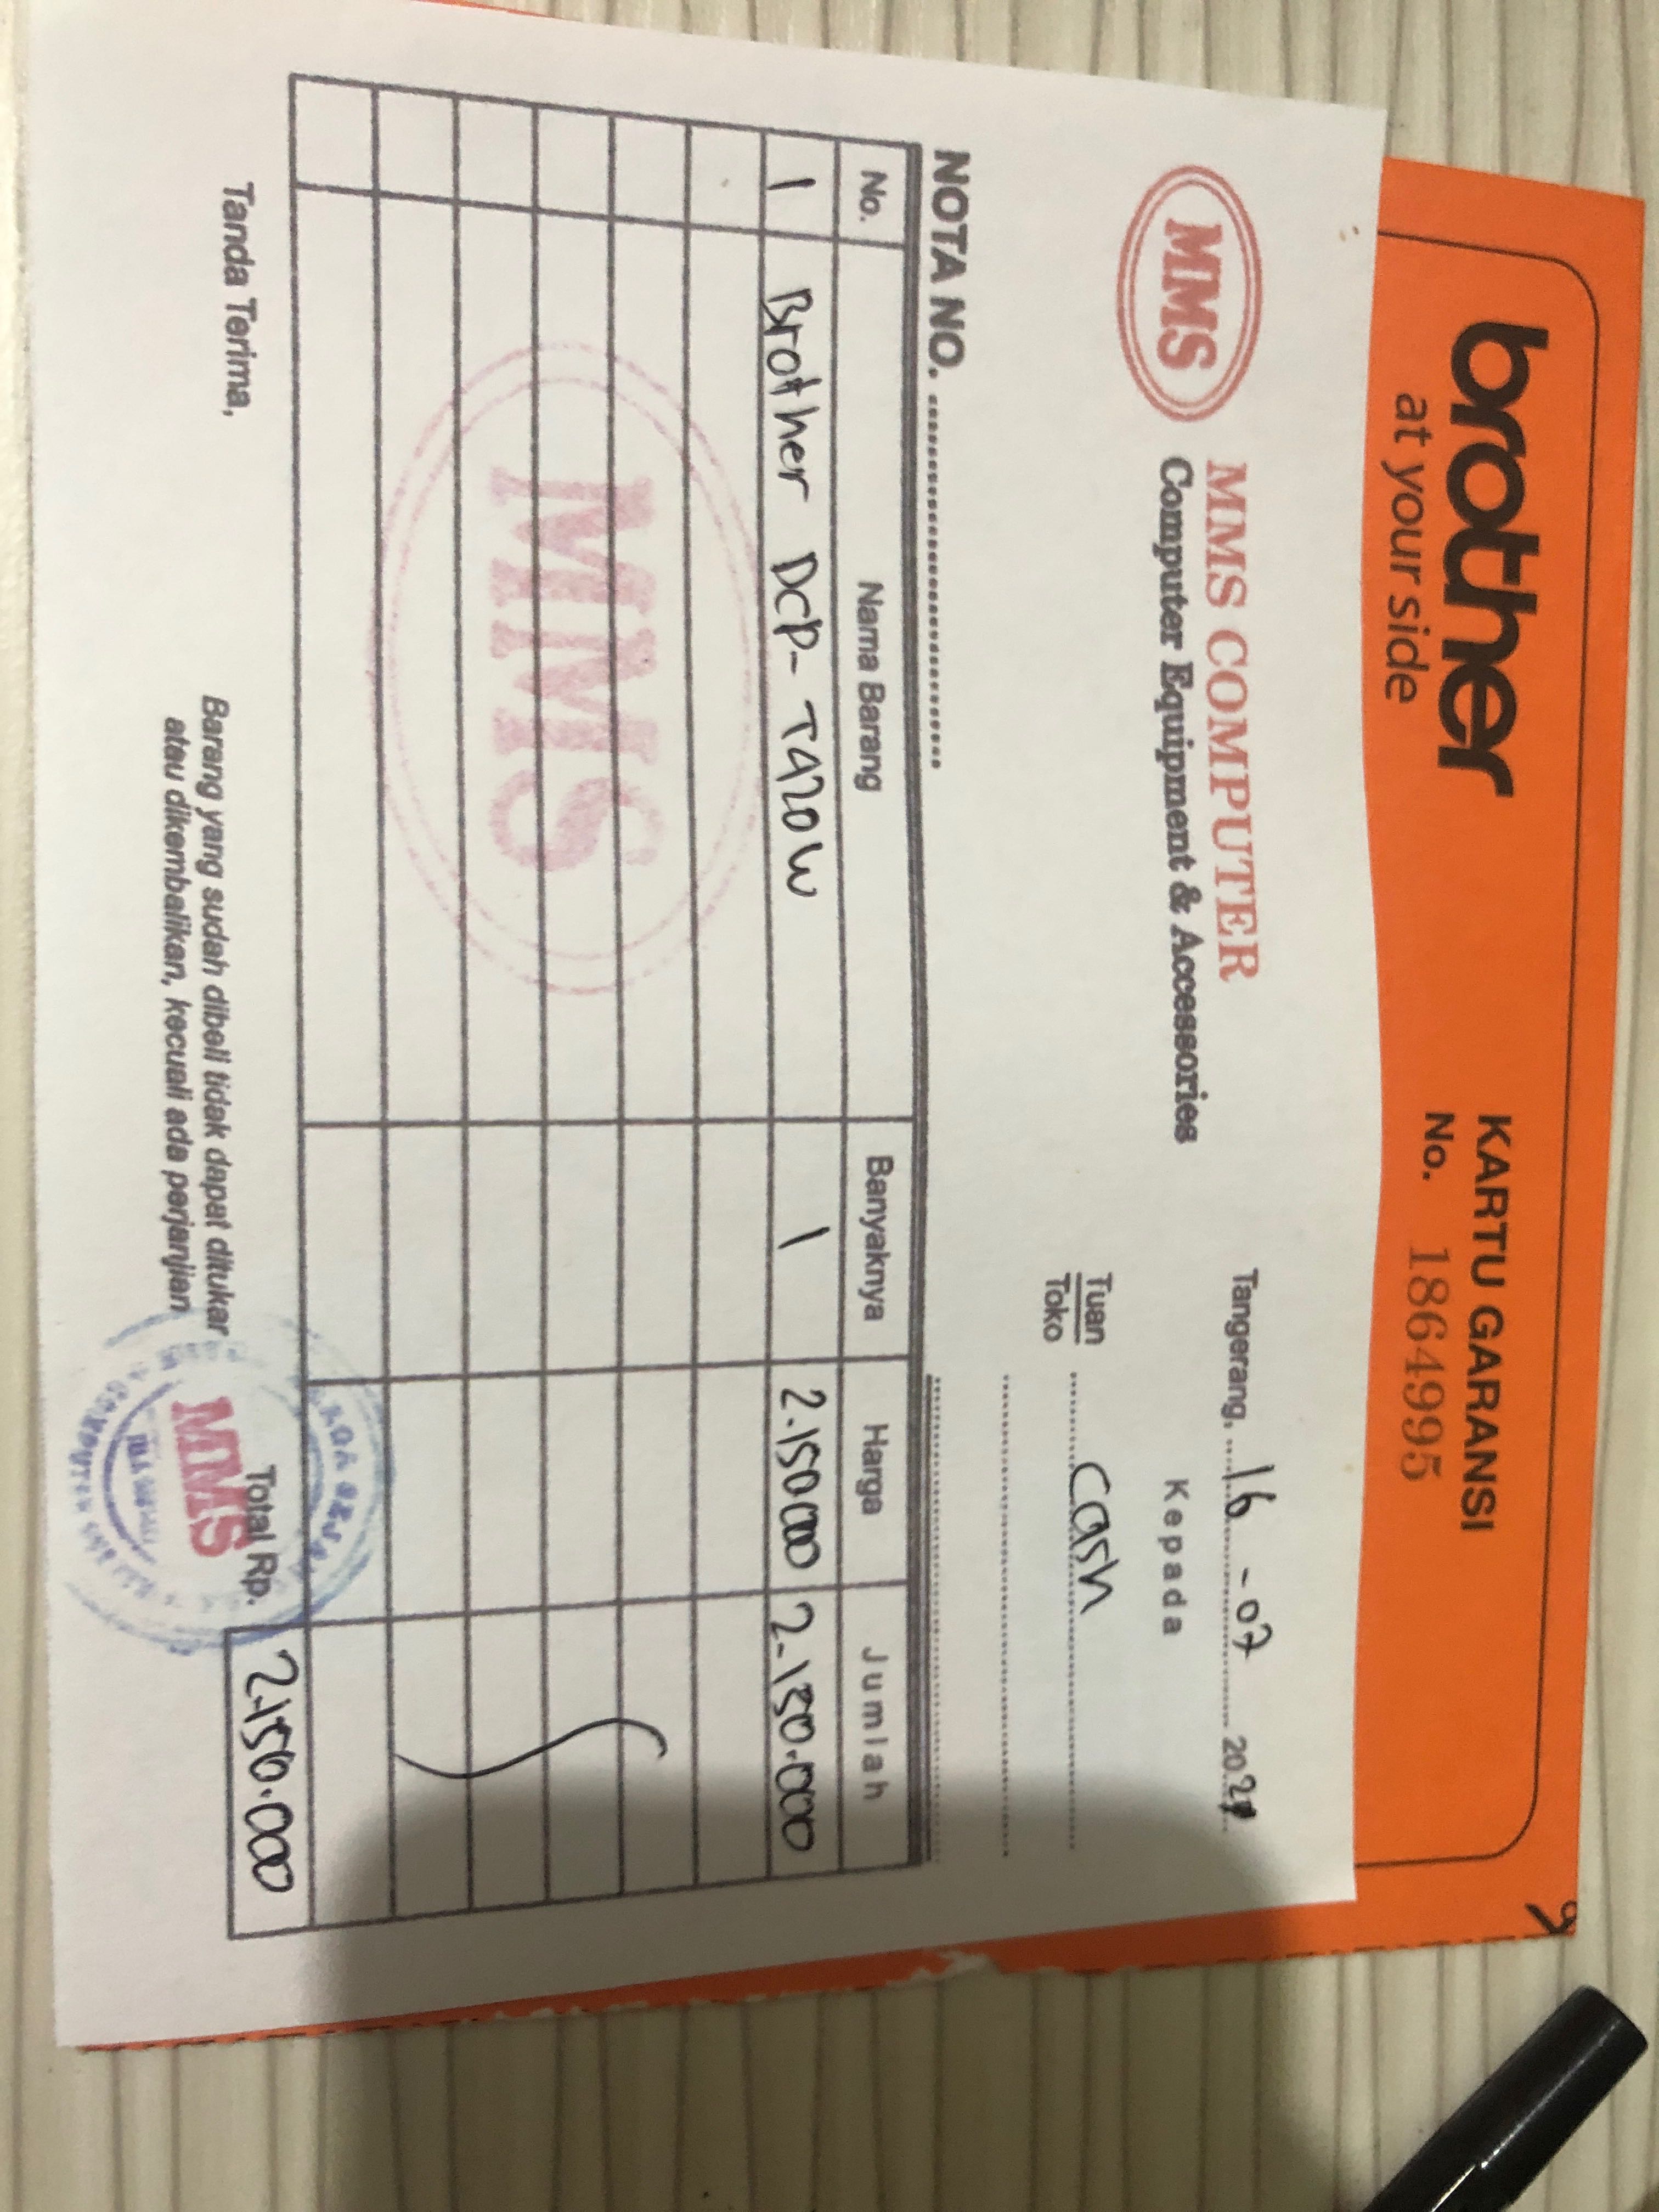 brother
at your side
KARTU GARANSI
No. 1864995
MMS
MMS COMPUTER
Computer Equipment & Accessories
Tangerang, 16 - 07 20
Kepada
Tuan Cash
Toko
NOTA NO.
No. Nama Barang Banyaknya Harga Jumlah
1 Brother DCP- T420W 1 2.150000 2.150.000
MMS
Tanda Terima,
Barang yang sudah dibeli tidak dapat ditukar
atau dikembalikan, kecuali ada perjanjian
MMS
Total Rp. 2.150.000